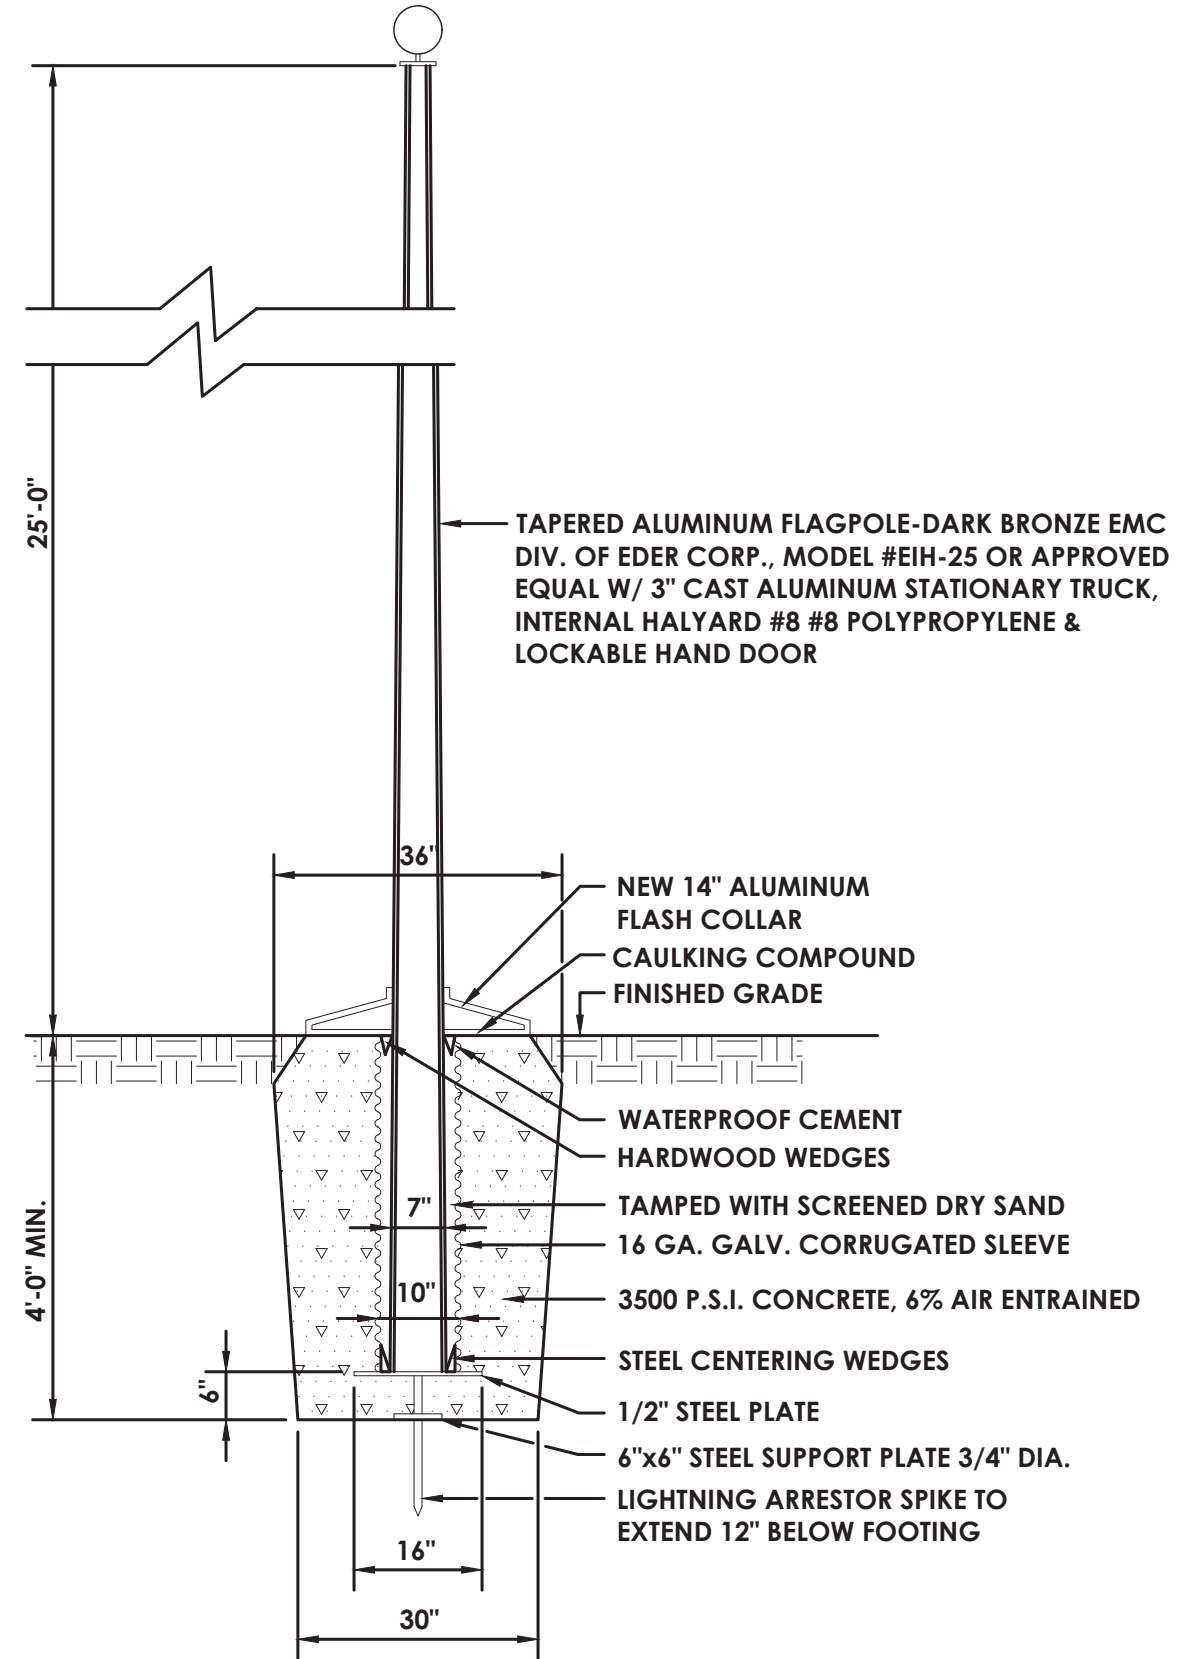 25'-0"
TAPERED ALUMINUM FLAGPOLE-DARK BRONZE EMC
DIV. OF EDER CORP., MODEL #EIH-25 OR APPROVED
EQUAL W/ 3" CAST ALUMINUM STATIONARY TRUCK,
INTERNAL HALYARD #8 #8 POLYPROPYLENE &
LOCKABLE HAND DOOR
36"
NEW 14" ALUMINUM
FLASH COLLAR
CAULKING COMPOUND
FINISHED GRADE
WATERPROOF CEMENT
HARDWOOD WEDGES
4'-0" MIN.
7"
TAMPED WITH SCREENED DRY SAND
16 GA. GALV. CORRUGATED SLEEVE
10"
3500 P.S.I. CONCRETE, 6% AIR ENTRAINED
STEEL CENTERING WEDGES
6"
1/2" STEEL PLATE
6"x6" STEEL SUPPORT PLATE 3/4" DIA.
LIGHTNING ARRESTOR SPIKE TO
EXTEND 12" BELOW FOOTING
16"
30"